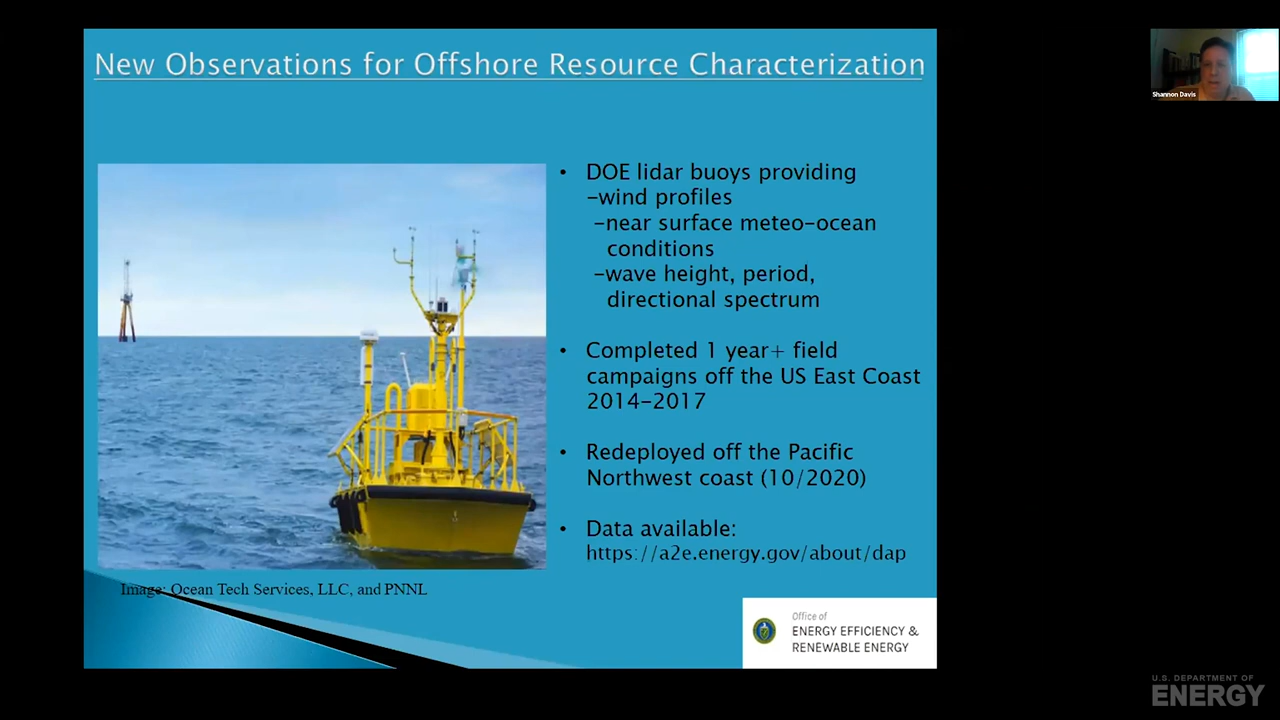 New Observations for Offshore Resource Characterization
• DOE lidar buoys providing
–wind profiles
–near surface meteo-ocean
conditions
–wave height, period,
directional spectrum
• Completed 1 year+ field
campaigns off the US East Coast
2014–2017
• Redeployed off the Pacific
Northwest coast (10/2020)
• Data available:
https://a2e.energy.gov/about/dap
Image: Ocean Tech Services, LLC, and PNNL
Office of
ENERGY EFFICIENCY &
RENEWABLE ENERGY
Shannon Davis
U.S. DEPARTMENT OF
ENERGY